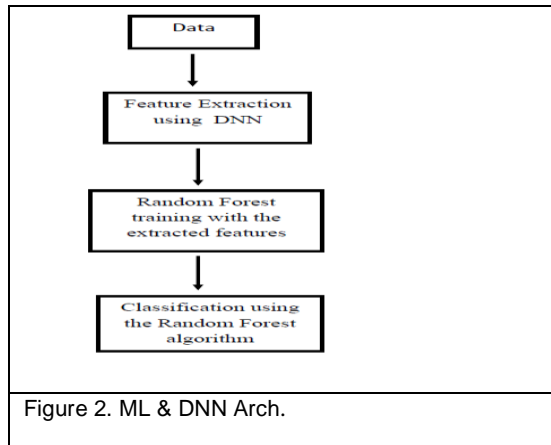 Data
Feature Extraction
using DNN
Random Forest
training with the
extracted features
Classification using
the Random Forest
algorithm
Figure 2. ML & DNN Arch.